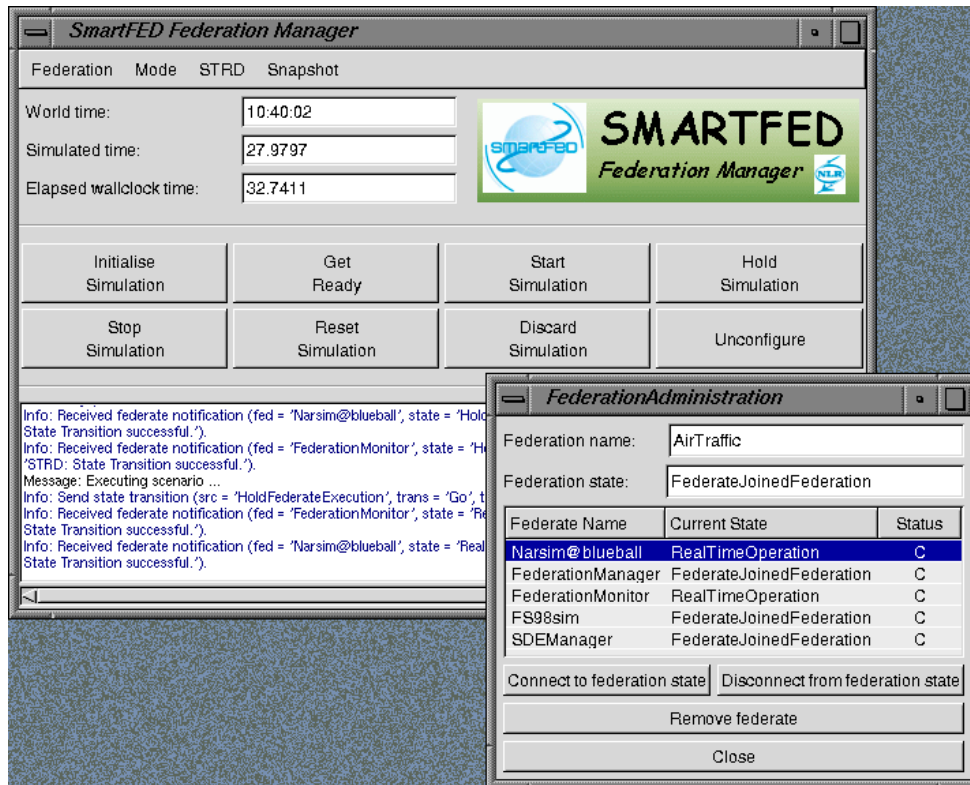 SmartFED Federation Manager
Federation Mode STRD Snapshot
World time: 10:40:02
Simulated time: 27.9797
Elapsed wallclock time: 32.7411
SMARTFED
SMARTFED
Federation Manager
NLR
Initialise Simulation
Get Ready
Start Simulation
Hold Simulation
Stop Simulation
Reset Simulation
Discard Simulation
Unconfigure
Info: Received federate notification (fed = 'Narsim@blueball', state = 'Hold
State Transition successful.').
Info: Received federate notification (fed = 'FederationMonitor', state = 'H
'STRD: State Transition successful.').
Message: Executing scenario ...
Info: Send state transition (src = 'HoldFederateExecution', trans = 'Go', t
Info: Received federate notification (fed = 'FederationMonitor', state = 'Re
State Transition successful.').
Info: Received federate notification (fed = 'Narsim@blueball', state = 'Real
State Transition successful.').
FederationAdministration
Federation name: AirTraffic
Federation state: FederateJoinedFederation
Federate Name Current State Status
Narsim@blueball RealTimeOperation C
FederationManager FederateJoinedFederation C
FederationMonitor RealTimeOperation C
FS98sim FederateJoinedFederation C
SDEManager FederateJoinedFederation C
Connect to federation state Disconnect from federation state
Remove federate
Close